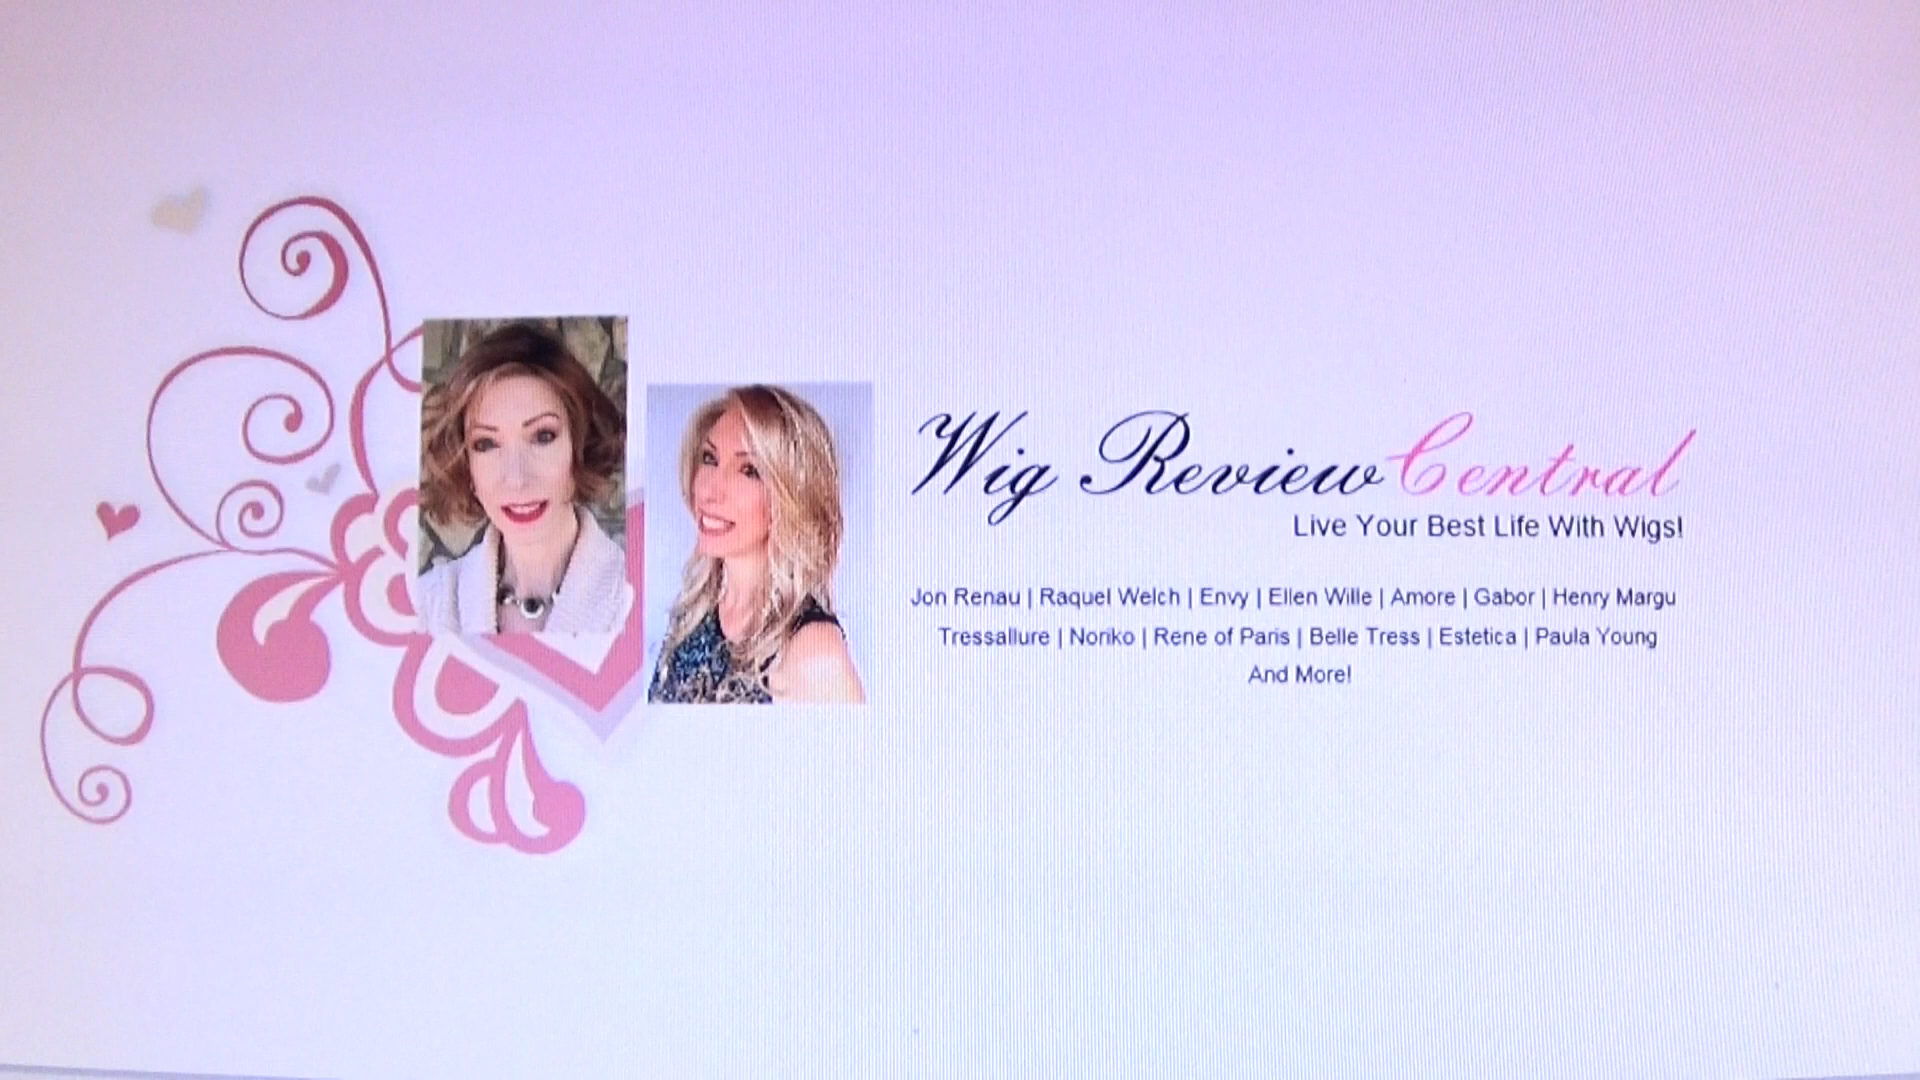 Wig Review Central
Live Your Best Life With Wigs!
Jon Renau | Raquel Welch | Envy | Ellen Wille | Amore | Gabor | Henry Margu
Tressallure | Noriko | Rene of Paris | Belle Tress | Estetica | Paula Young
And More!